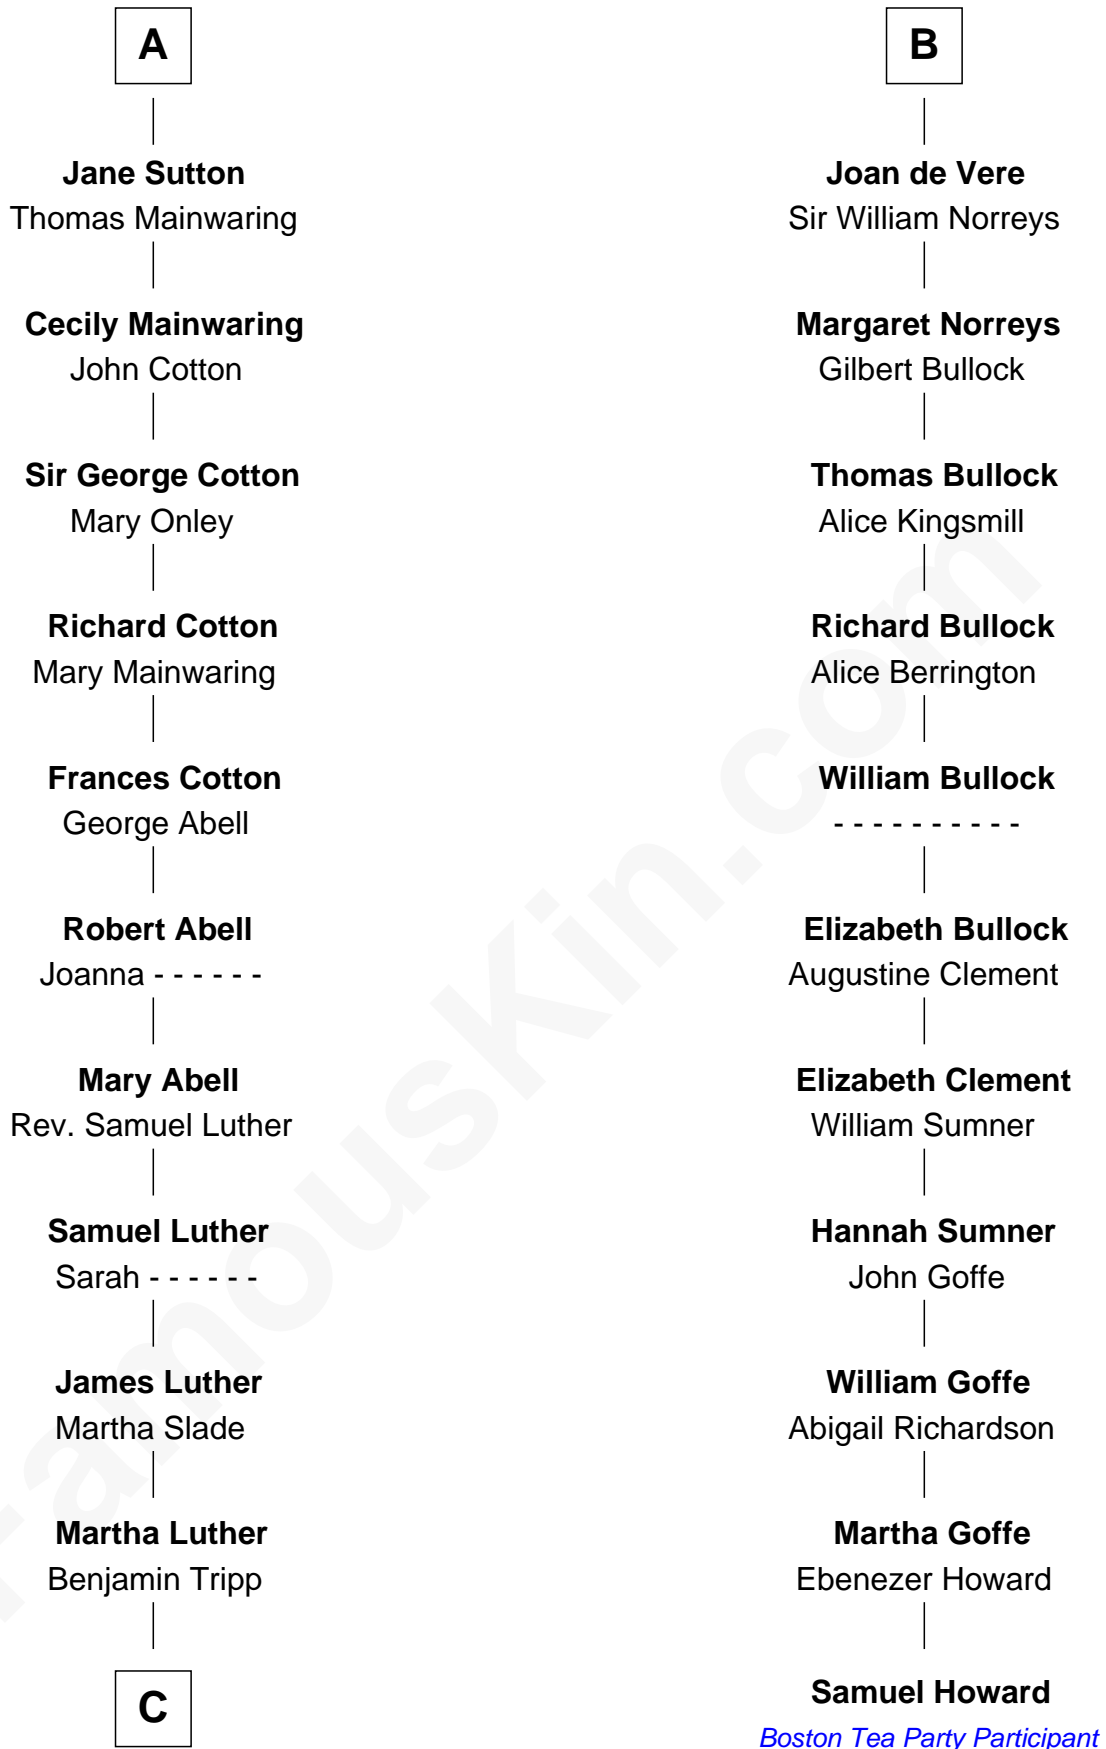 A
Jane Sutton
Thomas Mainwaring
Cecily Mainwaring
John Cotton
Sir George Cotton
Mary Onley
Richard Cotton
Mary Mainwaring
Frances Cotton
George Abell
Robert Abell
Joanna - - - - - -
Mary Abell
Rev. Samuel Luther
Samuel Luther
Sarah - - - - - -
James Luther
Martha Slade
Martha Luther
Benjamin Tripp
C
B
Joan de Vere
Sir William Norreys
Margaret Norreys
Gilbert Bullock
Thomas Bullock
Alice Kingsmill
Richard Bullock
Alice Berrington
William Bullock
- - - - - - - - - -
Elizabeth Bullock
Augustine Clement
Elizabeth Clement
William Sumner
Hannah Sumner
John Goffe
William Goffe
Abigail Richardson
Martha Goffe
Ebenezer Howard
Samuel Howard
Boston Tea Party Participant
FamousKin.com